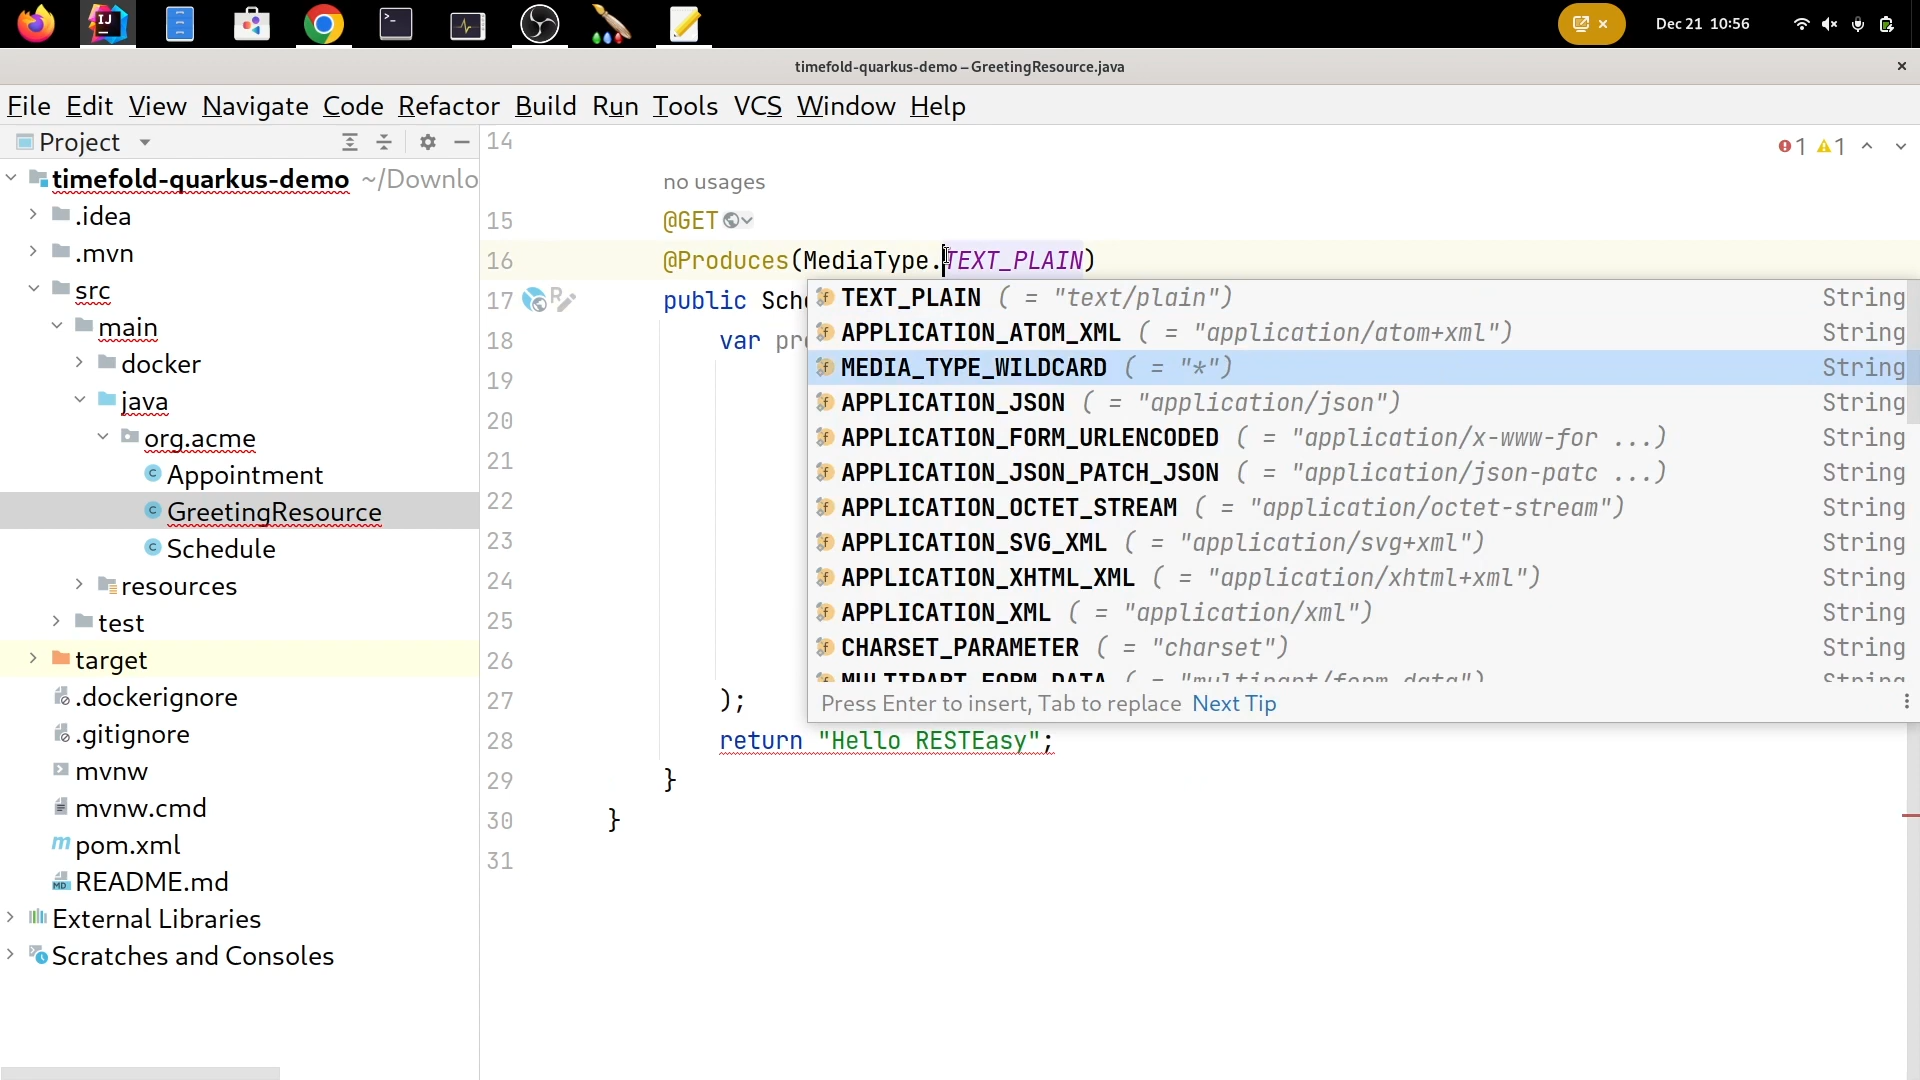 Dec 21 10:56
timefold-quarkus-demo – GreetingResource.java
File Edit View Navigate Code Refactor Build Run Tools VCS Window Help
Project
timefold-quarkus-demo ~/Downlo
.idea
.mvn
src
main
docker
java
org.acme
Appointment
GreetingResource
Schedule
resources
test
target
.dockerignore
.gitignore
mvnw
mvnw.cmd
pom.xml
README.md
External Libraries
Scratches and Consoles
14
1 1
no usages
15 @GET
16 @Produces(MediaType.TEXT_PLAIN)
17 public Sch
18 var pr
19
20
21
22
23
24
25
26
27 );
28 return "Hello RESTEasy";
29 }
30 }
31
TEXT_PLAIN ( = "text/plain") String
APPLICATION_ATOM_XML ( = "application/atom+xml") String
MEDIA_TYPE_WILDCARD ( = "*") String
APPLICATION_JSON ( = "application/json") String
APPLICATION_FORM_URLENCODED ( = "application/x-www-for ...) String
APPLICATION_JSON_PATCH_JSON ( = "application/json-patc ...) String
APPLICATION_OCTET_STREAM ( = "application/octet-stream") String
APPLICATION_SVG_XML ( = "application/svg+xml") String
APPLICATION_XHTML_XML ( = "application/xhtml+xml") String
APPLICATION_XML ( = "application/xml") String
CHARSET_PARAMETER ( = "charset") String
MULTIPART_FORM_DATA ( = "multipart/form-data") String
Press Enter to insert, Tab to replace Next Tip